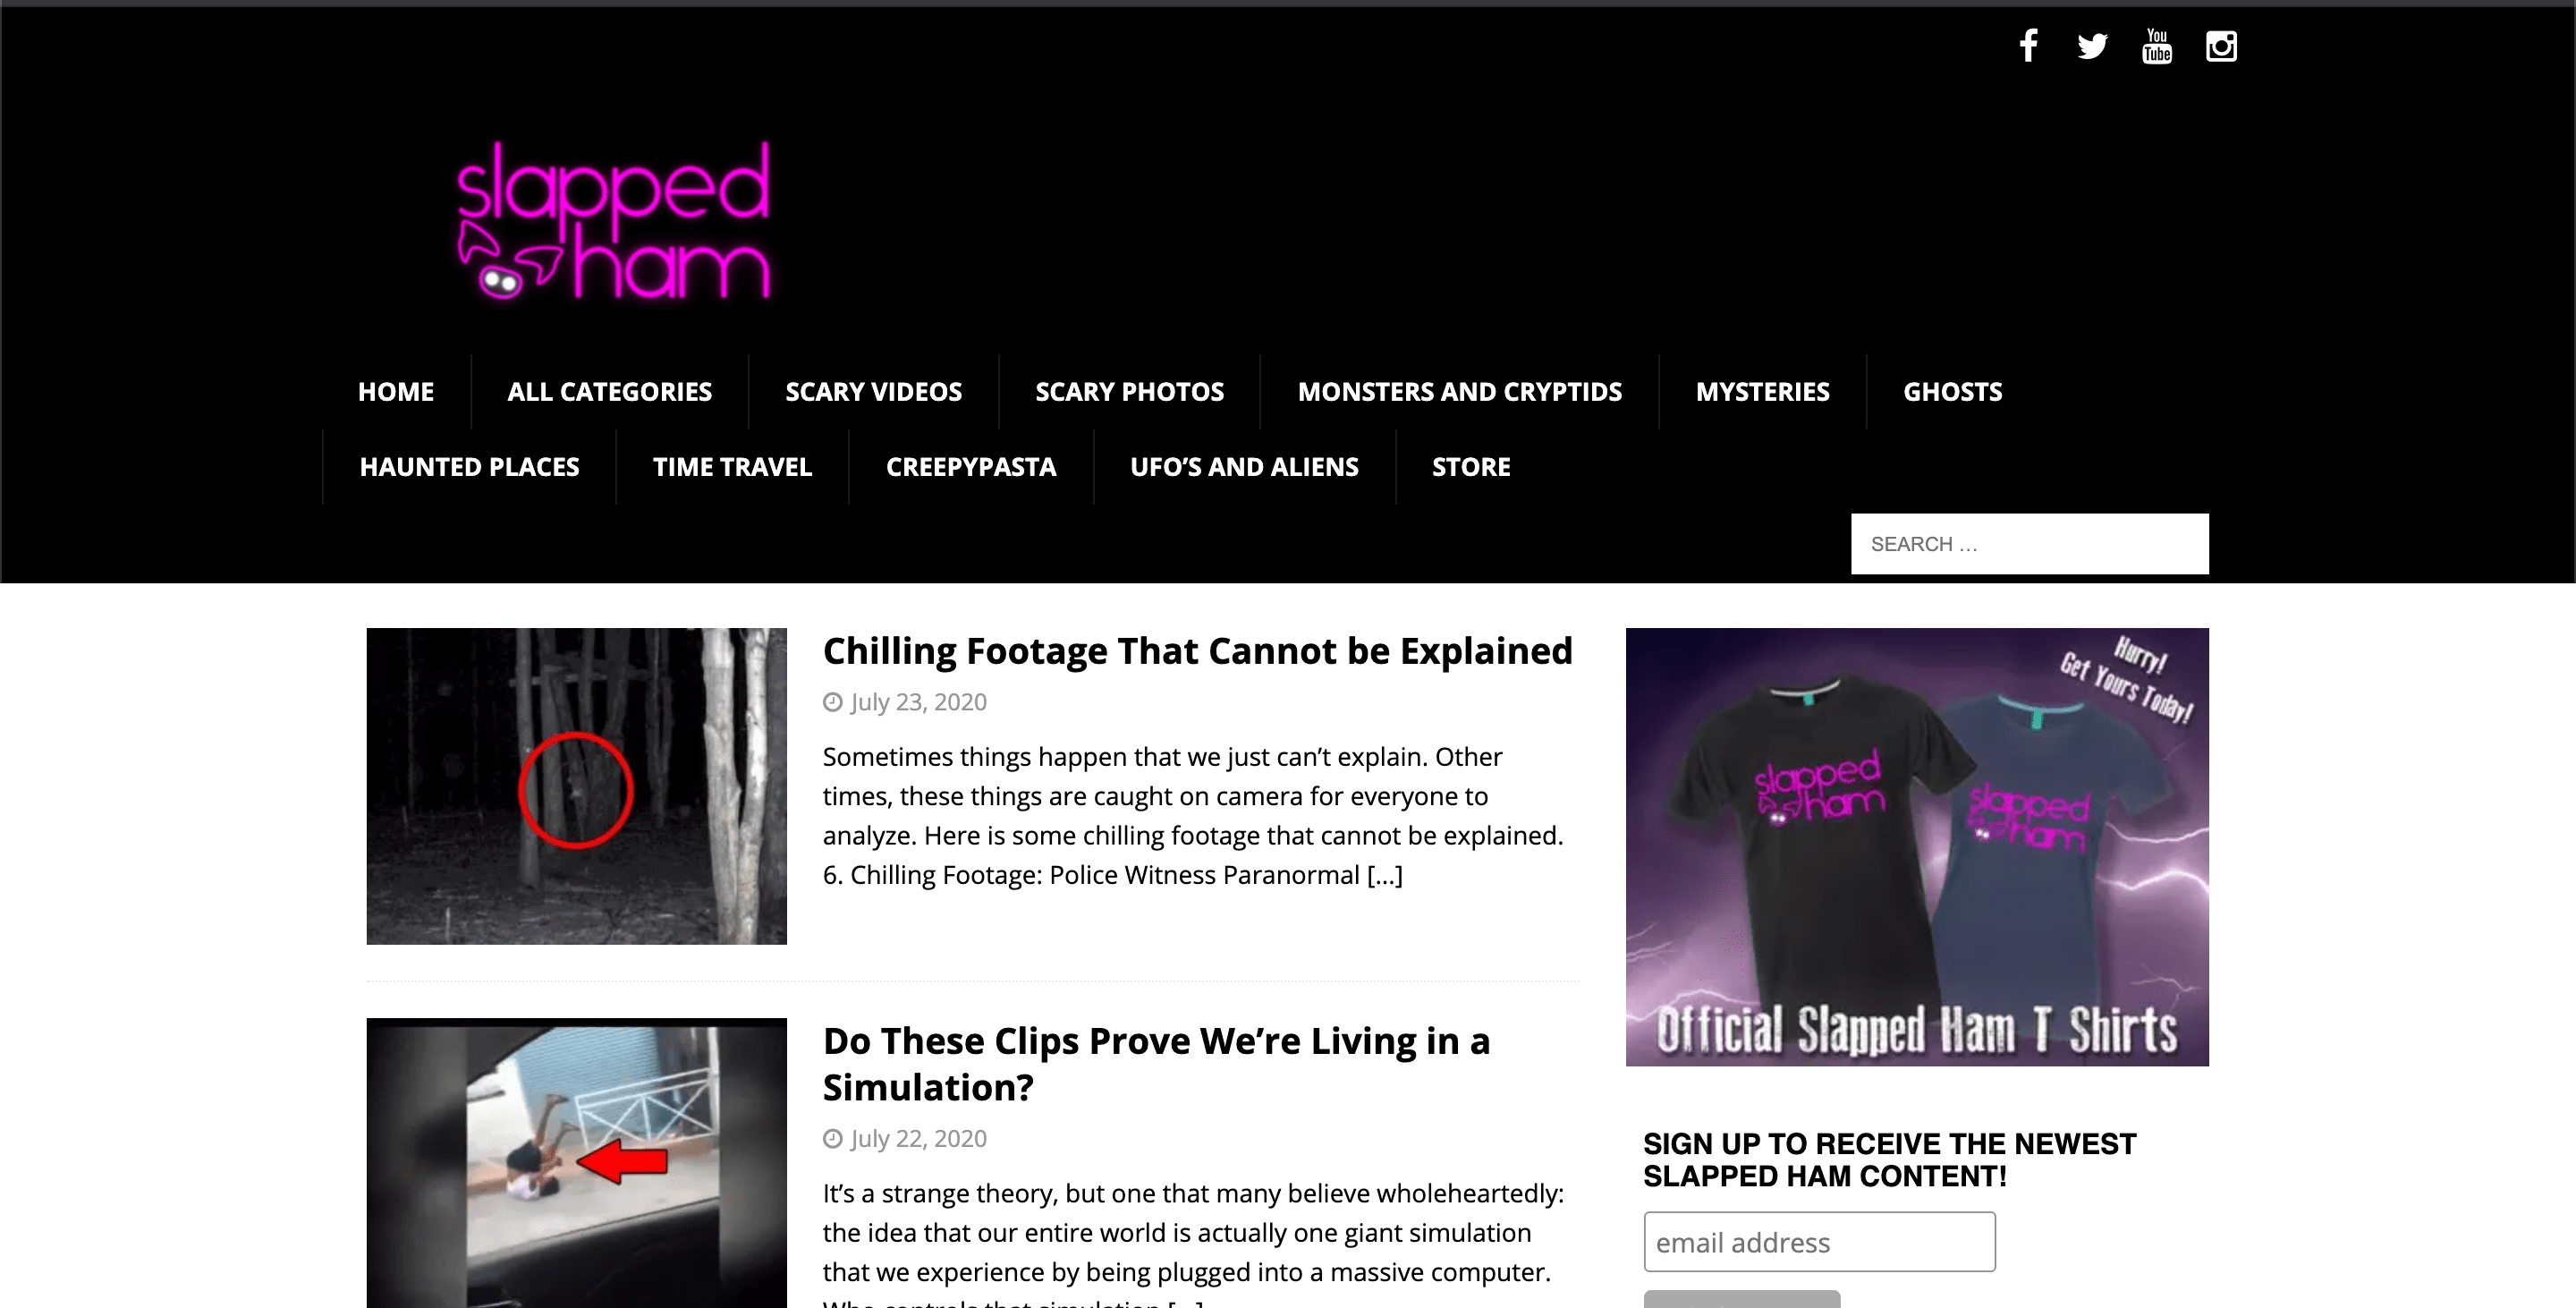 You
Tube
slapped
ham
HOME
ALL CATEGORIES
SCARY VIDEOS
SCARY PHOTOS
MONSTERS AND CRYPTIDS
MYSTERIES
GHOSTS
HAUNTED PLACES
TIME TRAVEL
CREEPYPASTA
UFO’S AND ALIENS
STORE
SEARCH …
Chilling Footage That Cannot be Explained
July 23, 2020
Sometimes things happen that we just can’t explain. Other
times, these things are caught on camera for everyone to
analyze. Here is some chilling footage that cannot be explained.
6. Chilling Footage: Police Witness Paranormal [...]
Do These Clips Prove We’re Living in a
Simulation?
July 22, 2020
It’s a strange theory, but one that many believe wholeheartedly:
the idea that our entire world is actually one giant simulation
that we experience by being plugged into a massive computer.
Who controls that simulation [...]
Hurry!
Get Yours Today!
slapped
ham
slapped
ham
Official Slapped Ham T Shirts
SIGN UP TO RECEIVE THE NEWEST
SLAPPED HAM CONTENT!
email address